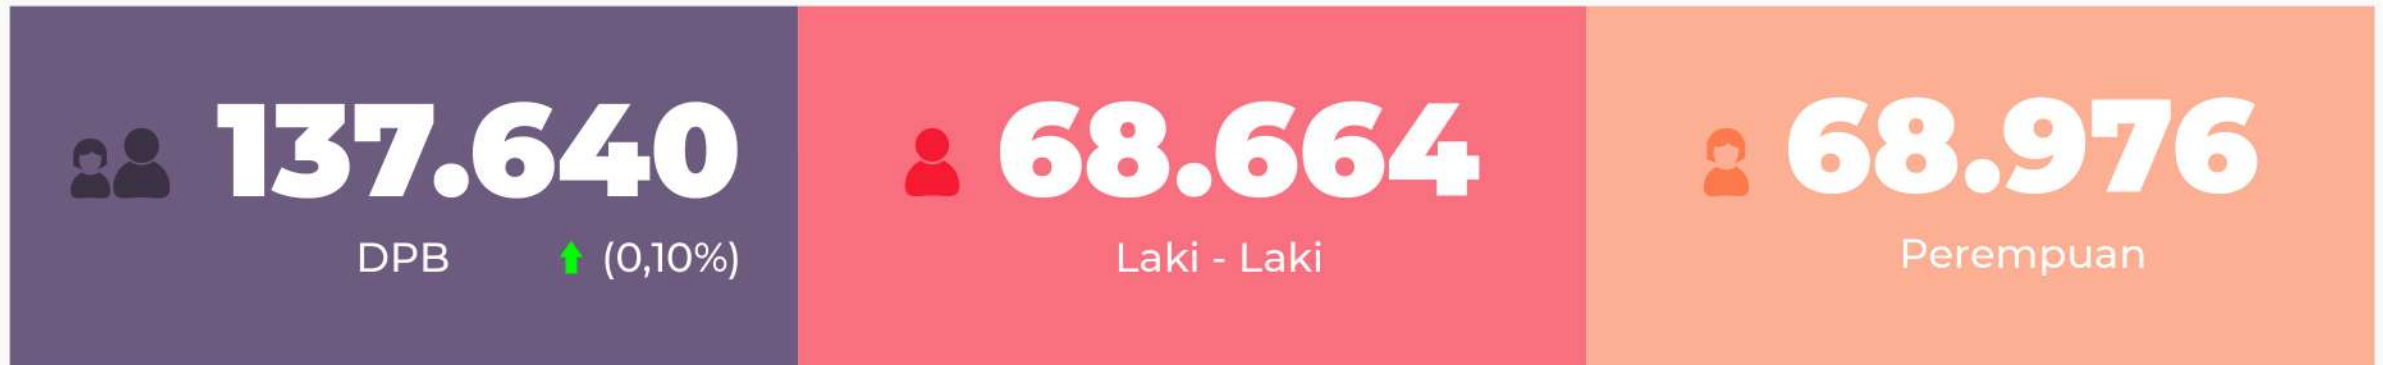 137.640
DPB (0,10%)
68.664
Laki - Laki
68.976
Perempuan